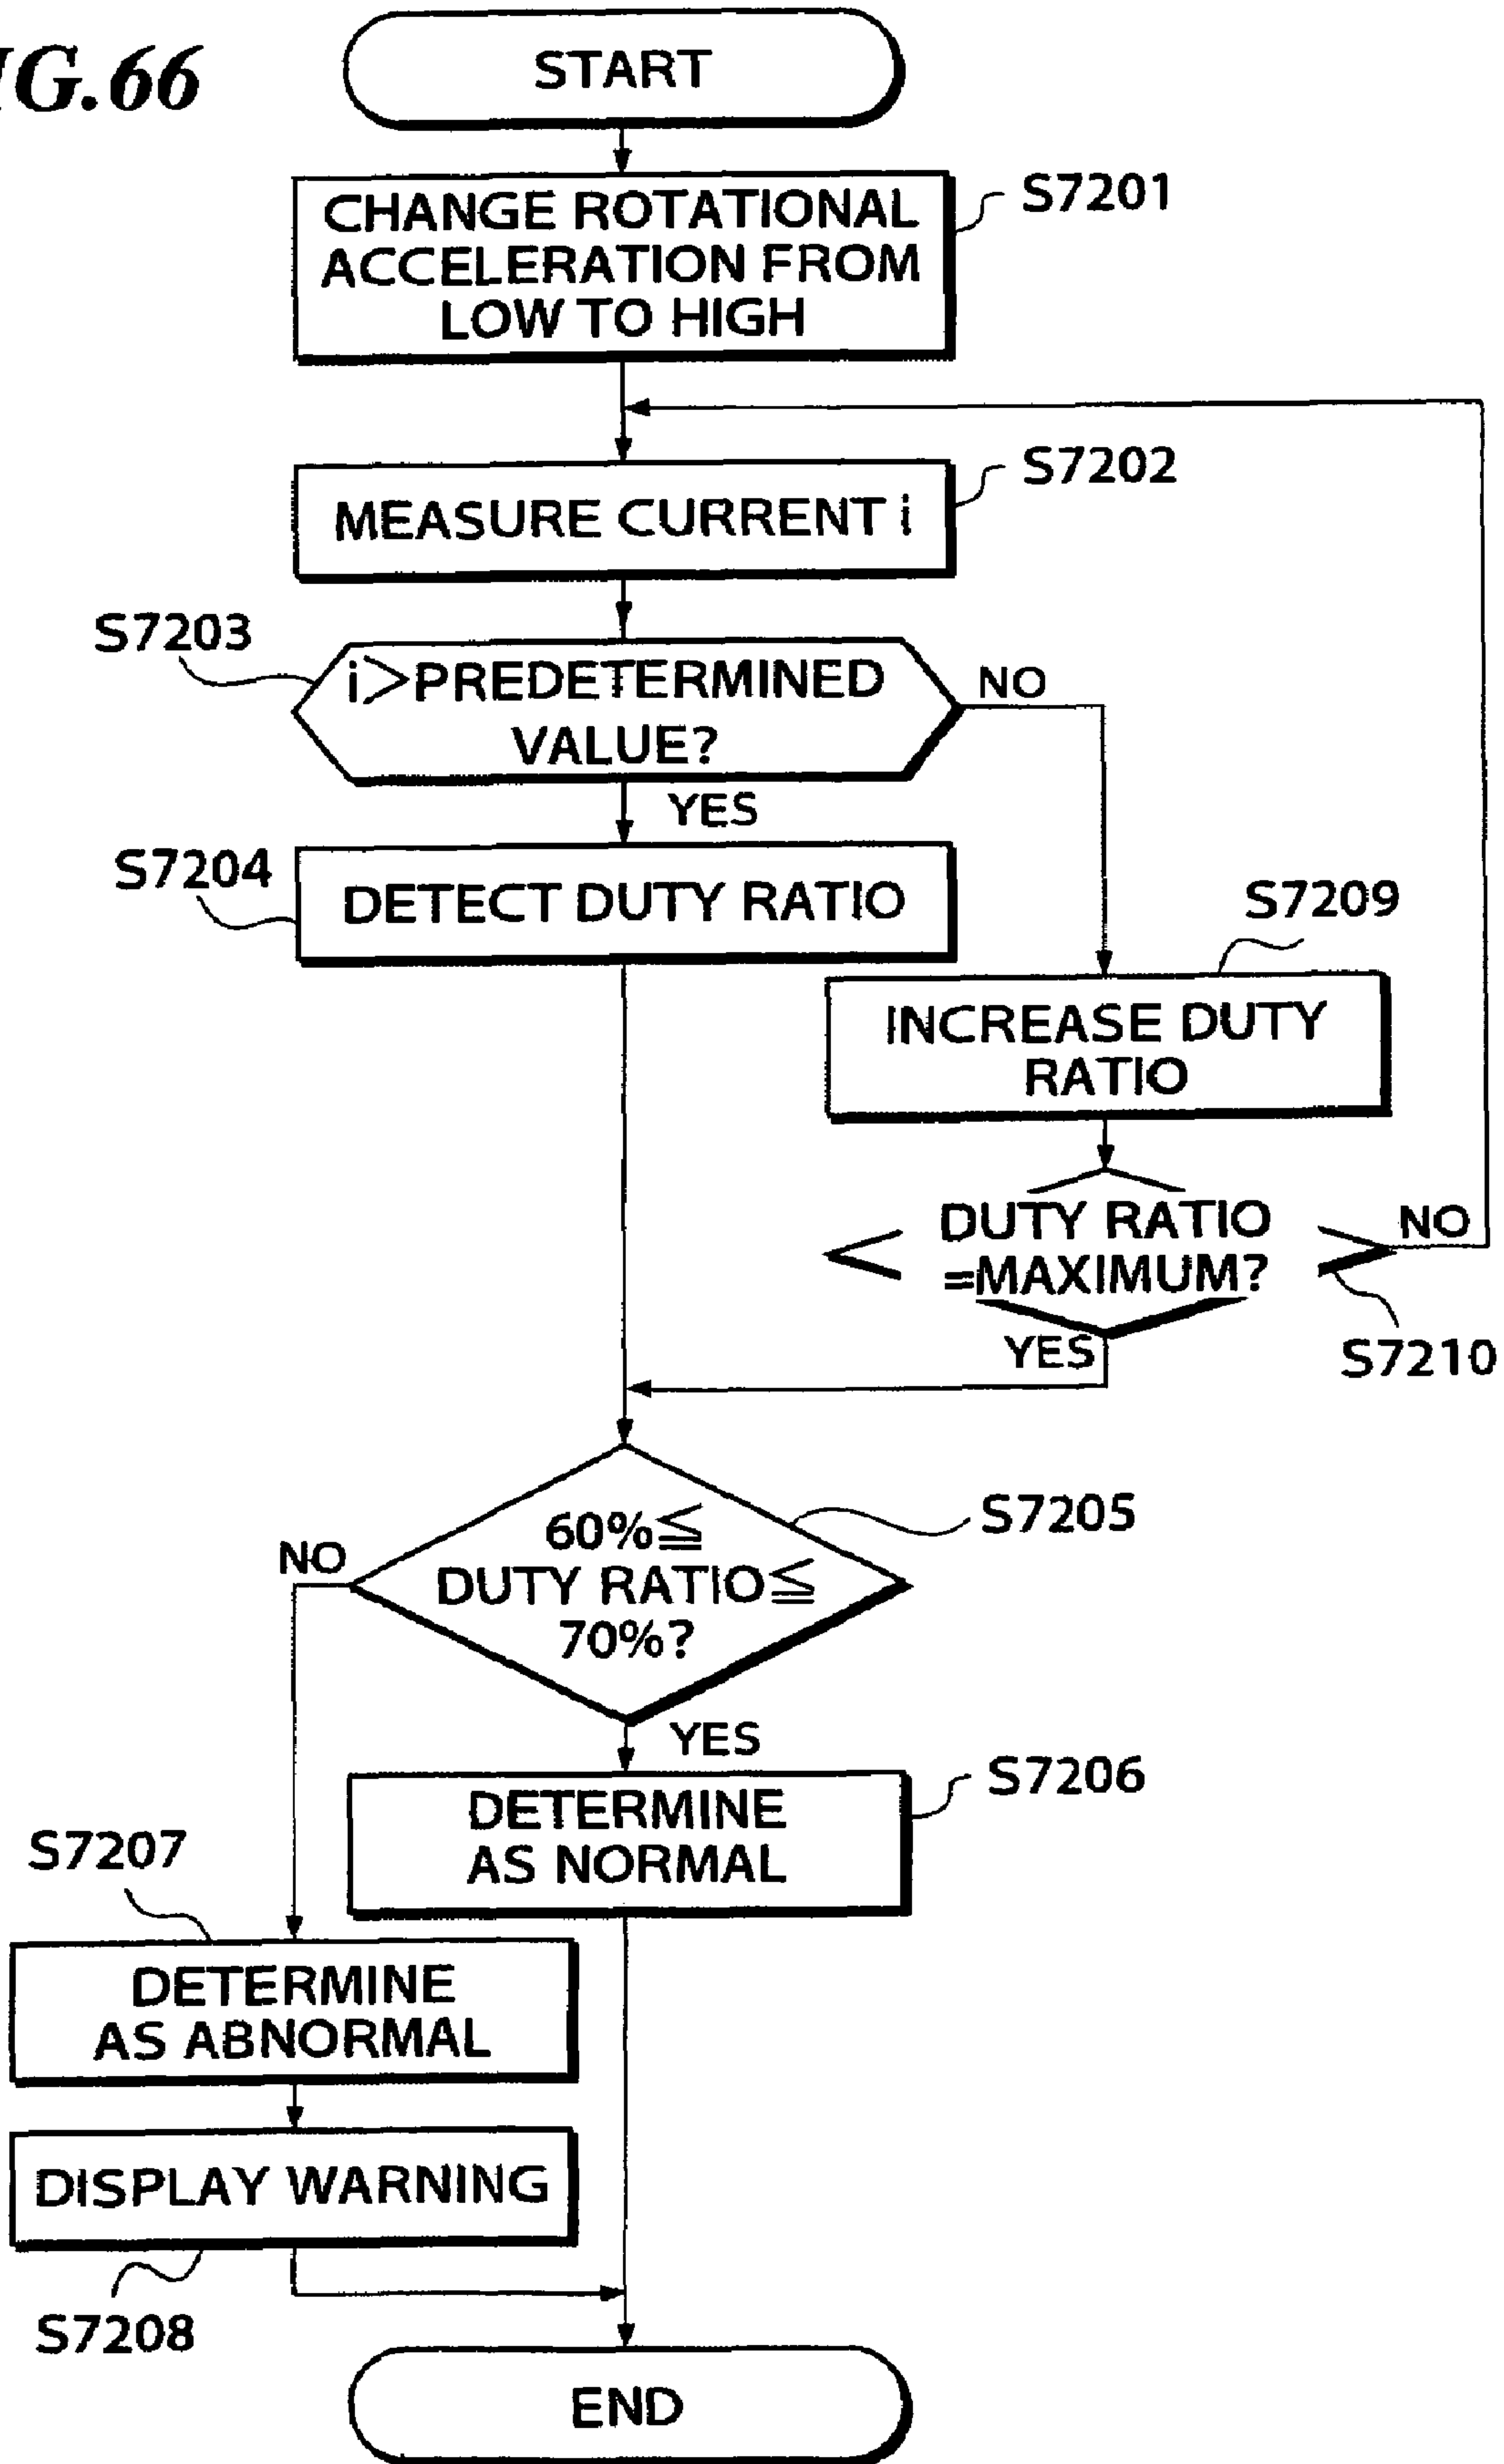 IG.66
START
CHANGE ROTATIONAL
ACCELERATION FROM
LOW TO HIGH
S7201
MEASURE CURRENT i
S7202
S7203
i>PREDETERMINED
VALUE?
NO
YES
S7204
DETECT DUTY RATIO
S7209
INCREASE DUTY
RATIO
DUTY RATIO
=MAXIMUM?
NO
S7210
YES
60%≦
DUTY RATIO≦
70%?
S7205
NO
YES
DETERMINE
AS NORMAL
S7206
S7207
DETERMINE
AS ABNORMAL
DISPLAY WARNING
S7208
END